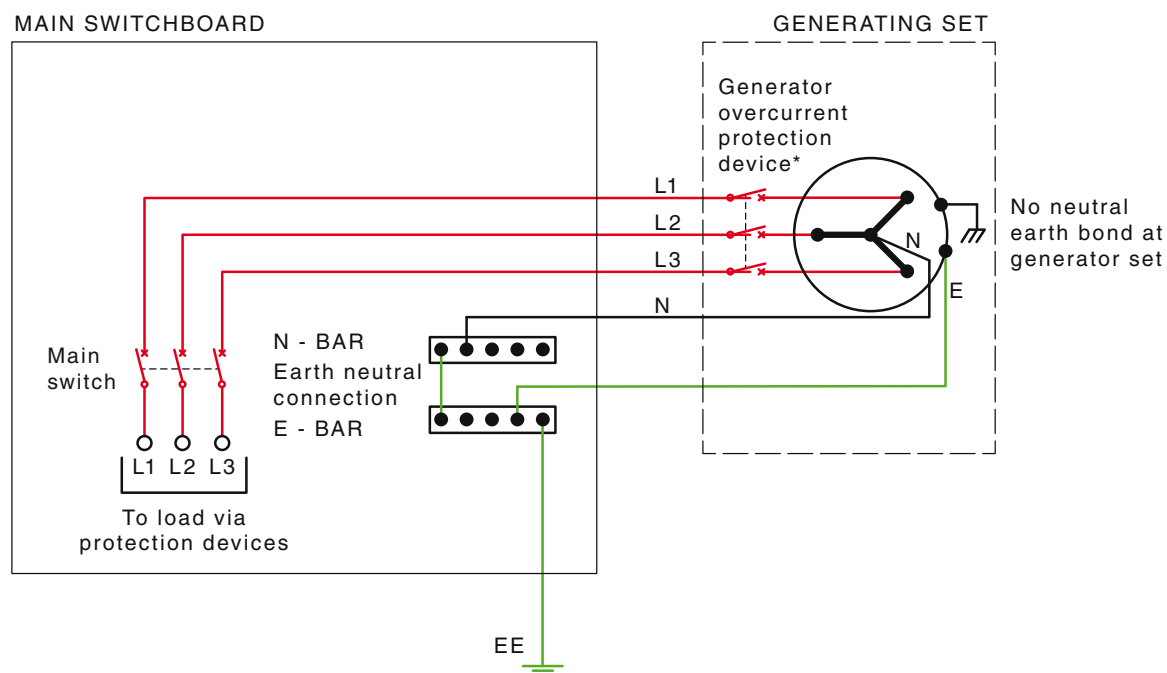 MAIN SWITCHBOARD
GENERATING SET
Generator
overcurrent
protection
device*
L1
L2
L3
N
N
E
No neutral
earth bond at
generator set
Main
switch
N - BAR
Earth neutral
connection
E - BAR
L1 L2 L3
To load via
protection devices
EE